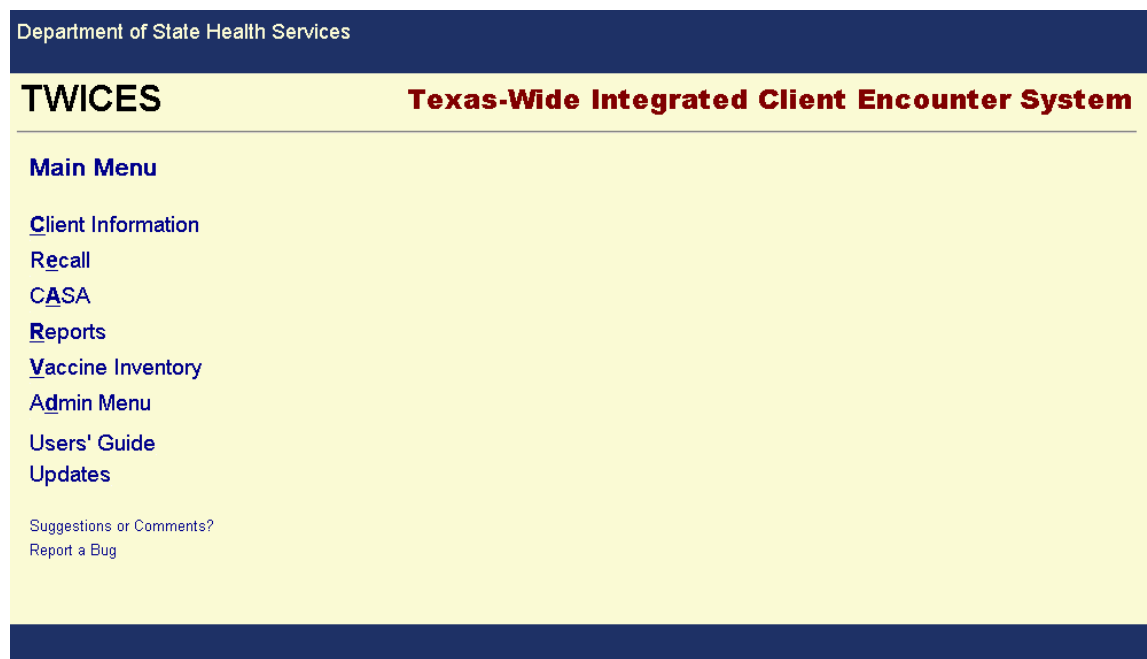 Department of State Health Services
TWICES Texas-Wide Integrated Client Encounter System
Main Menu
Client Information
Recall
CASA
Reports
Vaccine Inventory
Admin Menu
Users' Guide
Updates
Suggestions or Comments?
Report a Bug